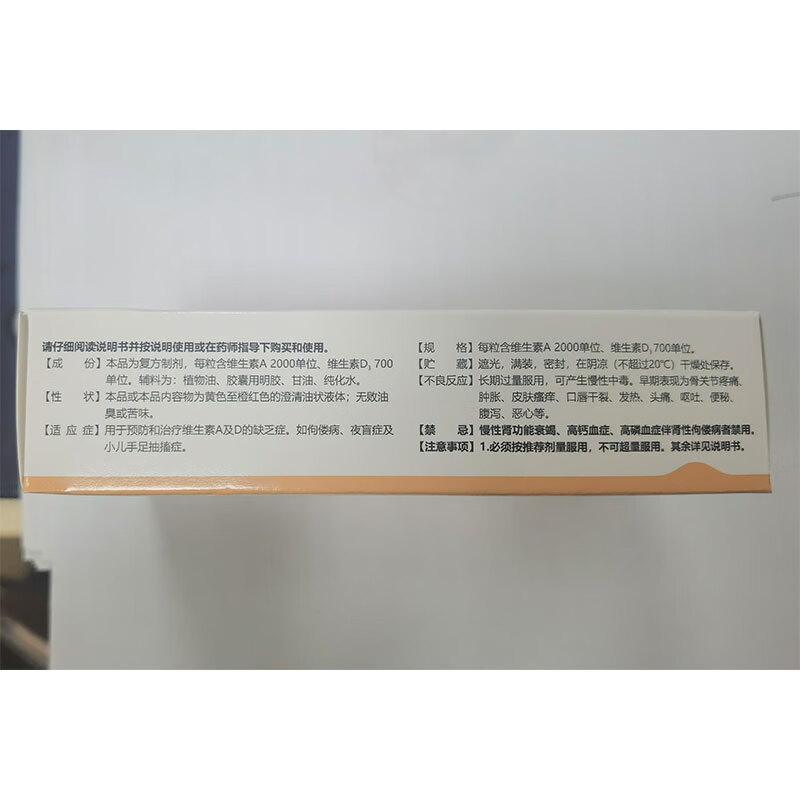 请仔细阅读说明书并按说明使用或在药师指导下购买和使用。
【成 份】本品为复方制剂，每粒含维生素A 2000单位、维生素D₃ 700
单位。辅料为：植物油、胶囊用明胶、甘油、纯化水。
【性 状】本品或本品内容物为黄色至橙红色的澄清油状液体；无败油
臭或苦味。
【适 应 症】用于预防和治疗维生素A及D的缺乏症。如佝偻病、夜盲症及
小儿手足抽搐症。
【规 格】每粒含维生素A 2000单位、维生素D₃ 700单位。
【贮 藏】遮光，满装，密封，在阴凉（不超过20℃）干燥处保存。
【不良反应】长期过量服用，可产生慢性中毒。早期表现为骨关节疼痛、
肿胀、皮肤瘙痒、口唇干裂、发热、头痛、呕吐、便秘、
腹泻、恶心等。
【禁 忌】慢性肾功能衰竭、高钙血症、高磷血症伴肾性佝偻病者禁用。
【注意事项】1.必须按推荐剂量服用，不可超量服用。其余详见说明书。